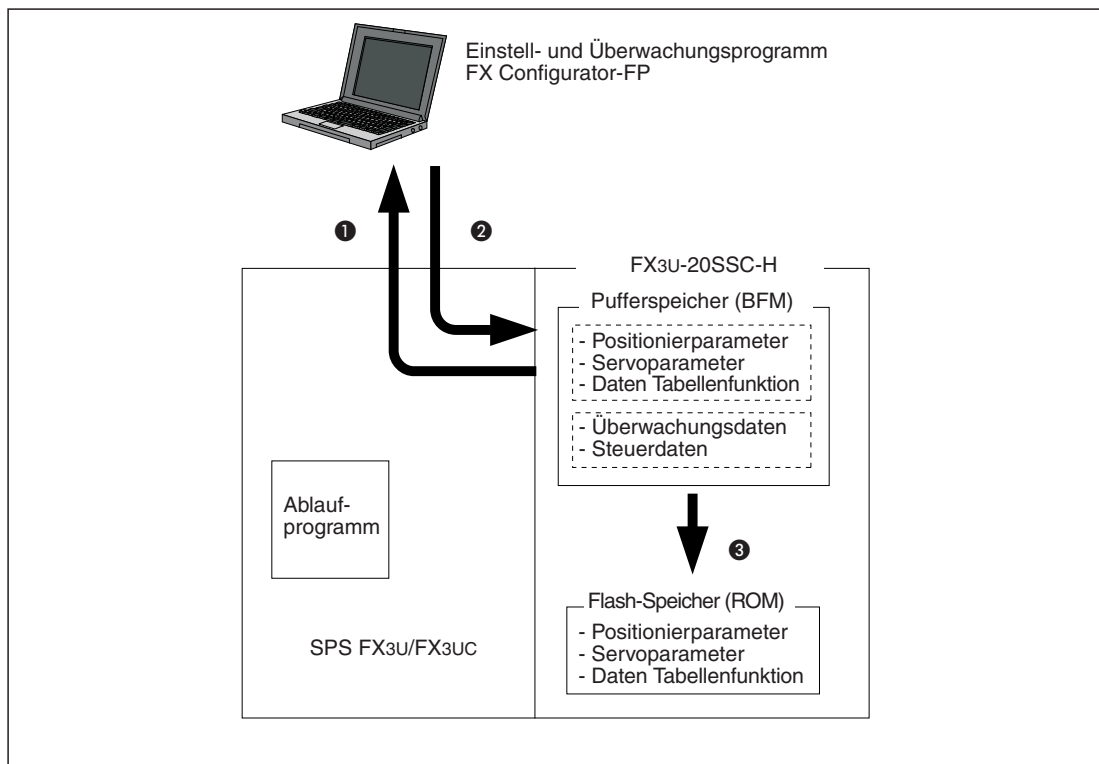 Einstell- und Überwachungsprogramm
FX Configurator-FP
❶
❷
FX3U-20SSC-H
Pufferspeicher (BFM)
- Positionierparameter
- Servoparameter
- Daten Tabellenfunktion
- Überwachungsdaten
- Steuerdaten
Ablauf-
programm
❸
Flash-Speicher (ROM)
- Positionierparameter
- Servoparameter
- Daten Tabellenfunktion
SPS FX3U/FX3UC